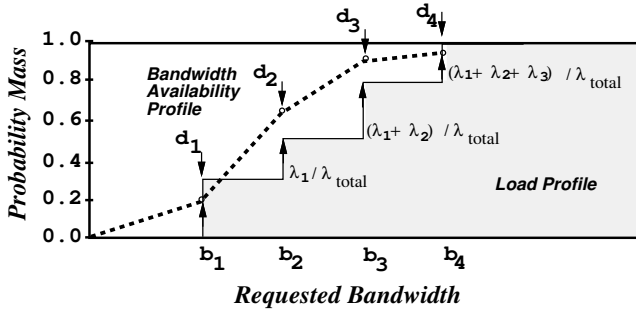 d₃ d₄
1.0
(λ₁+ λ₂+ λ₃) / λtotal
Bandwidth
Availability
Profile
d₂
0.8
0.6
(λ₁+ λ₂) / λtotal
d₁
0.4
λ₁/ λtotal
Load Profile
0.2
0.0
Probability Mass
b₁ b₂ b₃ b₄
Requested Bandwidth